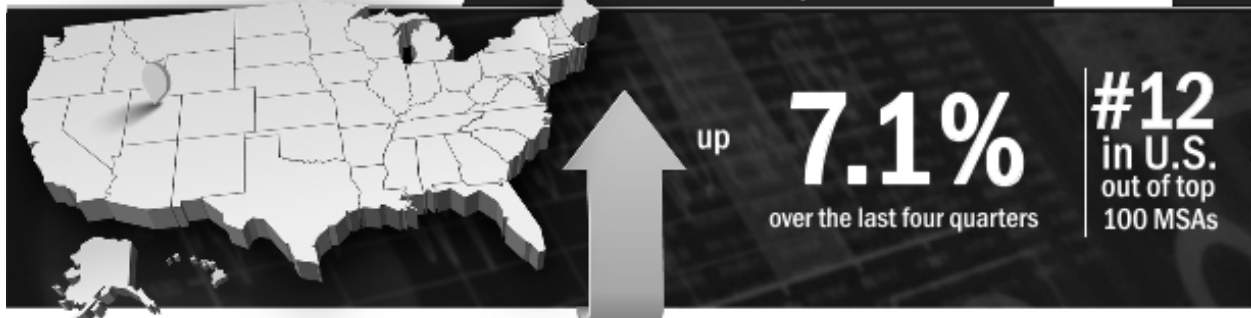 up
7.1%
over the last four quarters
#12
in U.S.
out of top
100 MSAs